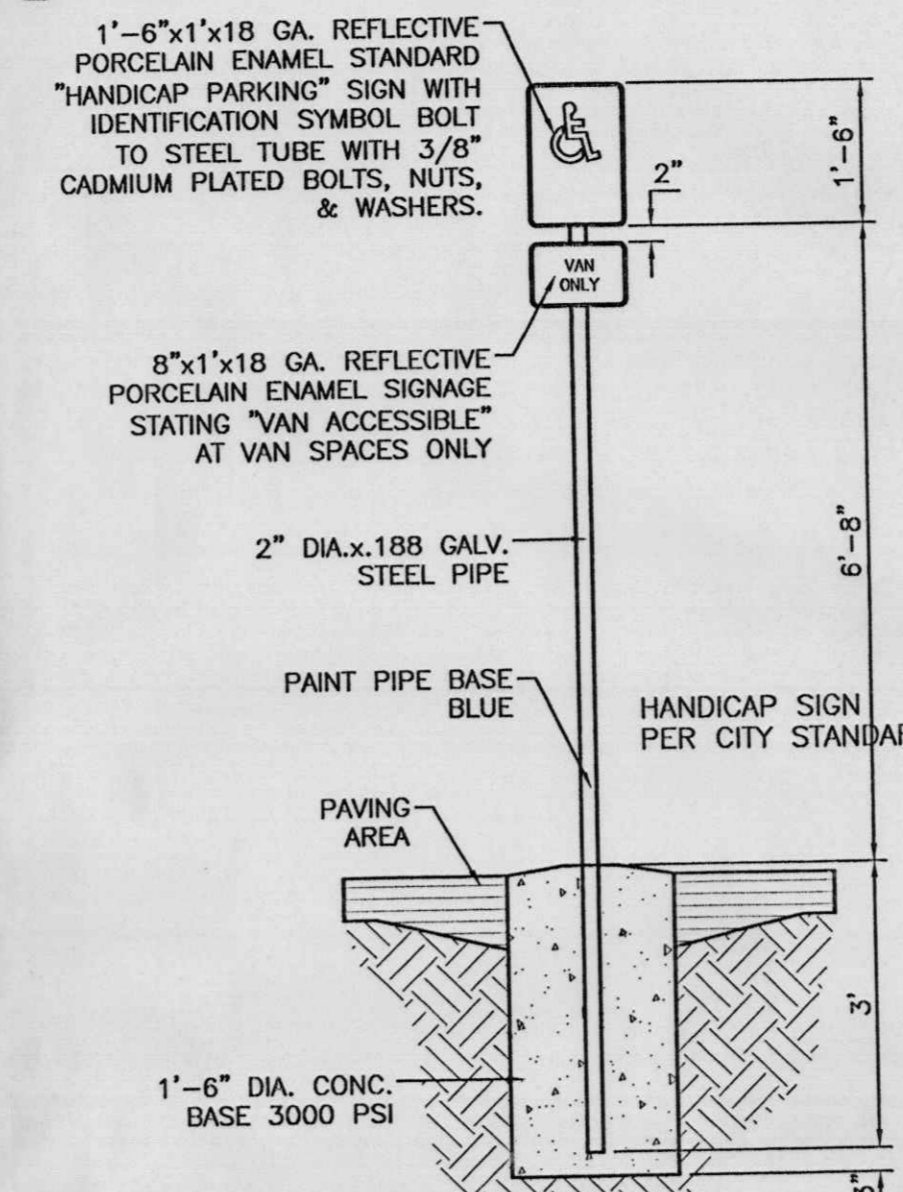 1'-6"x1'x18 GA. REFLECTIVE
PORCELAIN ENAMEL STANDARD
"HANDICAP PARKING" SIGN WITH
IDENTIFICATION SYMBOL BOLT
TO STEEL TUBE WITH 3/8"
CADMIUM PLATED BOLTS, NUTS,
& WASHERS.
2"
1'-6"
VAN
ONLY
8"x1'x18 GA. REFLECTIVE
PORCELAIN ENAMEL SIGNAGE
STATING "VAN ACCESSIBLE"
AT VAN SPACES ONLY
6'-8"
2" DIA.x.188 GALV.
STEEL PIPE
PAINT PIPE BASE
BLUE
HANDICAP SIGN
PER CITY STANDAR
PAVING
AREA
3'
1'-6" DIA. CONC.
BASE 3000 PSI